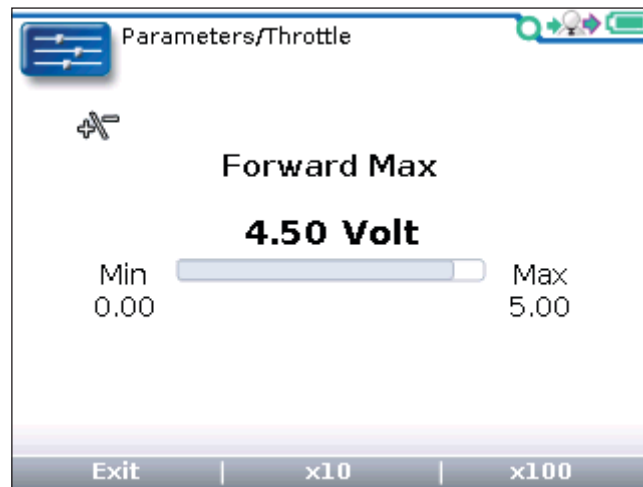 Parameters/Throttle
Forward Max
4.50 Volt
Min Max
0.00 5.00
Exit | x10 | x100